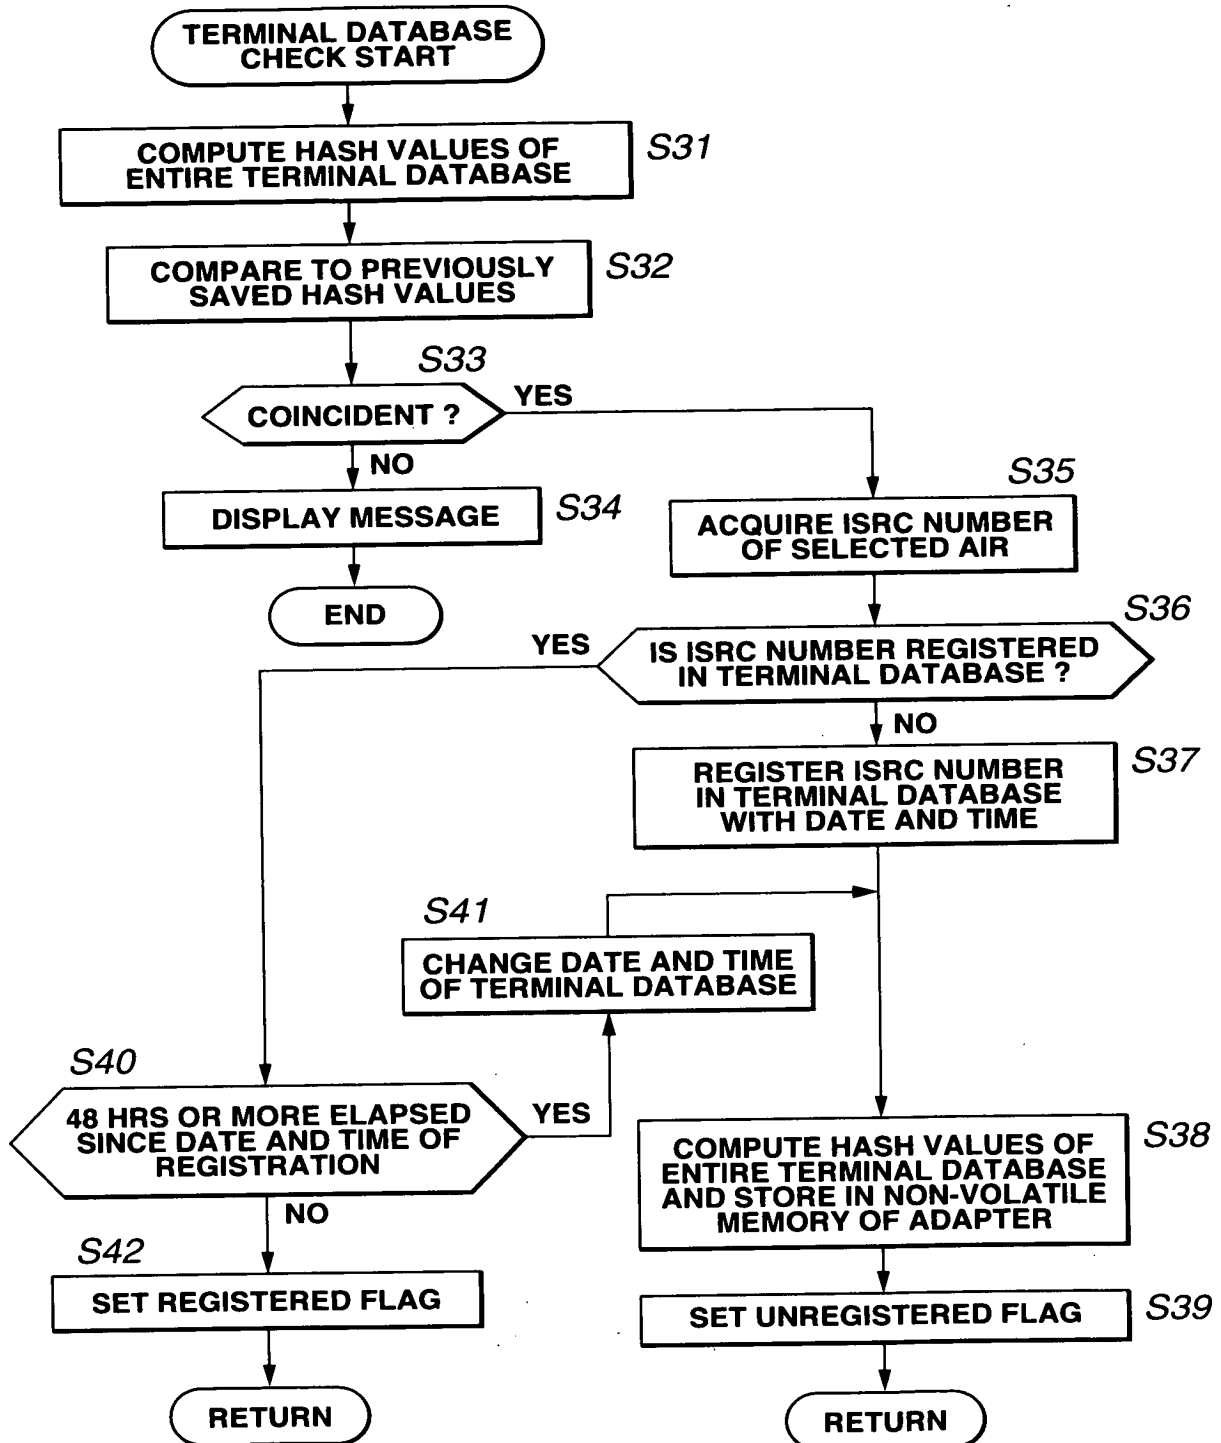 TERMINAL DATABASE
CHECK START
COMPUTE HASH VALUES OF
ENTIRE TERMINAL DATABASE
S31
COMPARE TO PREVIOUSLY
SAVED HASH VALUES
S32
S33
COINCIDENT ?
YES
NO
DISPLAY MESSAGE
S34
END
S35
ACQUIRE ISRC NUMBER
OF SELECTED AIR
S36
YES
IS ISRC NUMBER REGISTERED
IN TERMINAL DATABASE ?
NO
REGISTER ISRC NUMBER
IN TERMINAL DATABASE
WITH DATE AND TIME
S37
S41
CHANGE DATE AND TIME
OF TERMINAL DATABASE
S40
48 HRS OR MORE ELAPSED
SINCE DATE AND TIME OF
REGISTRATION
YES
NO
COMPUTE HASH VALUES OF
ENTIRE TERMINAL DATABASE
AND STORE IN NON-VOLATILE
MEMORY OF ADAPTER
S38
S42
SET REGISTERED FLAG
SET UNREGISTERED FLAG
S39
RETURN
RETURN